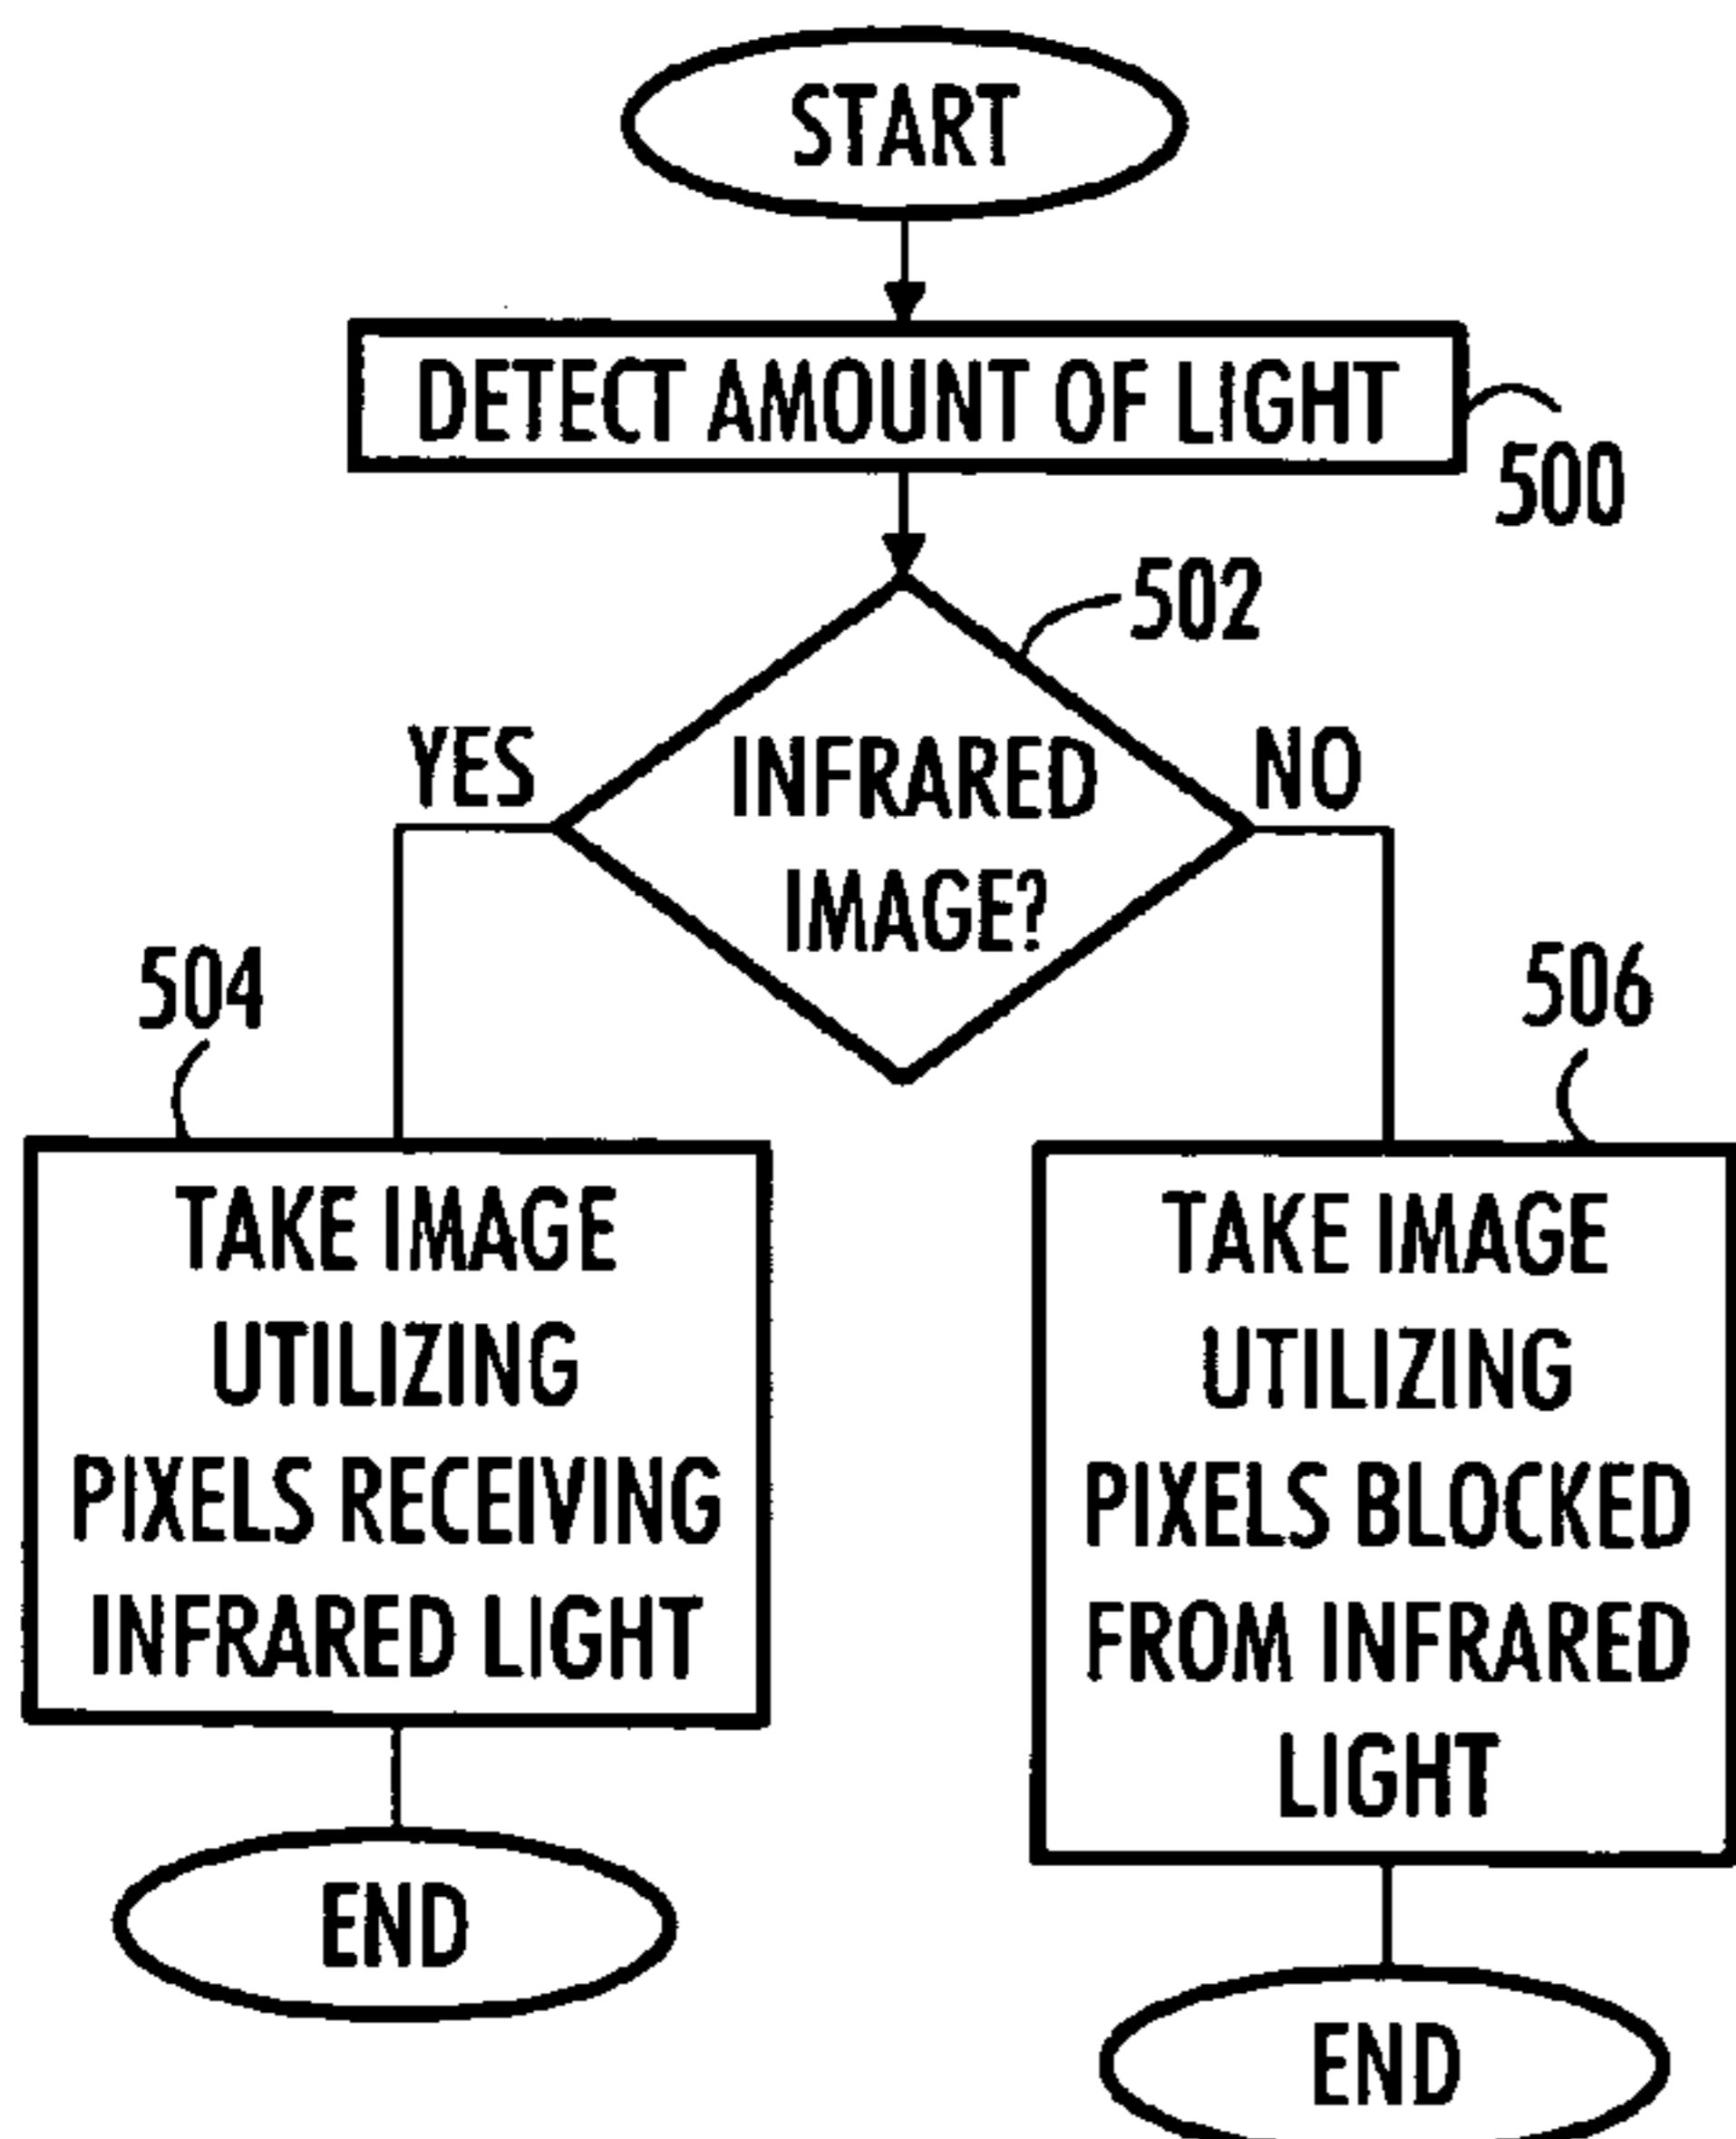 START
DETECT AMOUNT OF LIGHT
500
502
YES
INFRARED
IMAGE?
NO
504
506
TAKE IMAGE
UTILIZING
PIXELS RECEIVING
INFRARED LIGHT
TAKE IMAGE
UTILIZING
PIXELS BLOCKED
FROM INFRARED
LIGHT
END
END